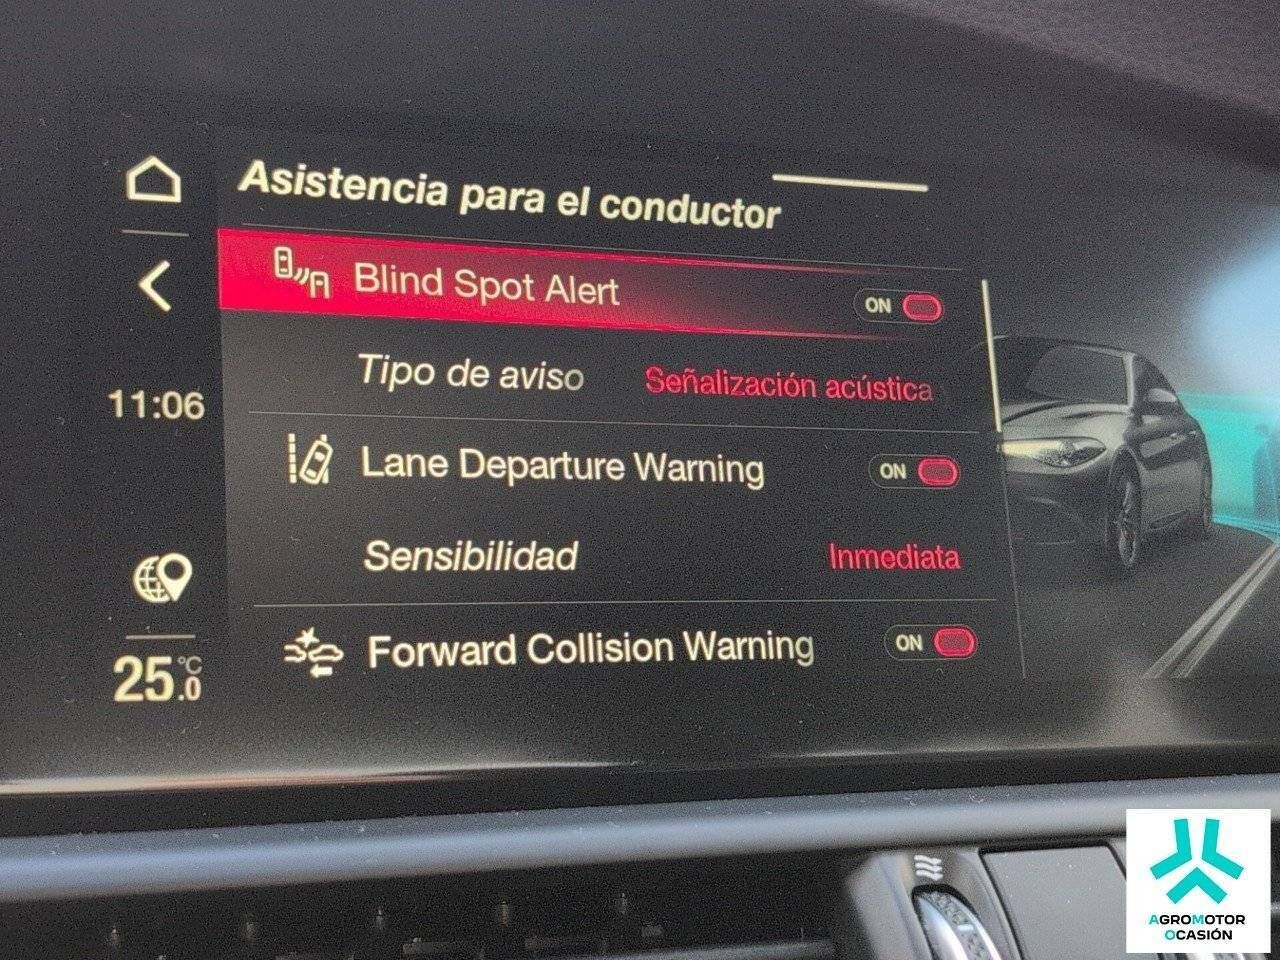 Asistencia para el conductor
Blind Spot Alert ON
Tipo de aviso Señalización acústica
11:06
Lane Departure Warning ON
Sensibilidad Inmediata
Forward Collision Warning ON
25.0 °C
AGROMOTOR
OCASIÓN